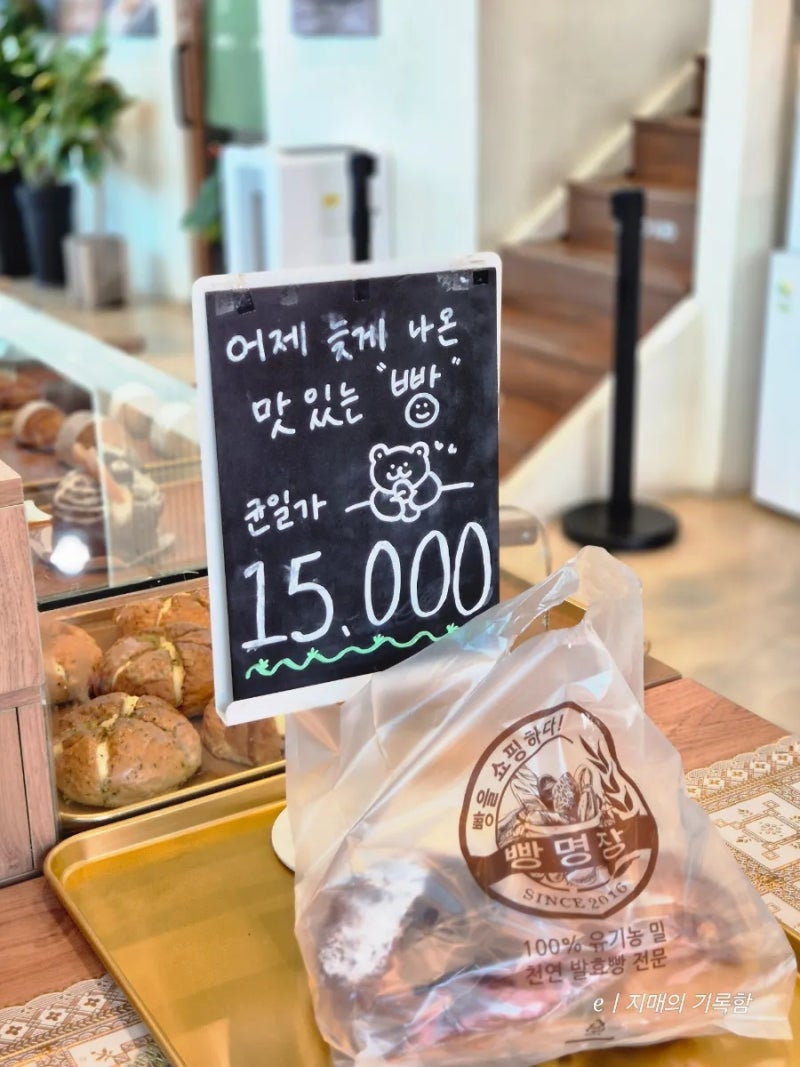 어제 늦게 나온
맛있는 "빵"
균일가
15.000
빵을 쇼핑하다!
빵명장
SINCE 2016
100% 유기농 밀
천연 발효빵 전문
e ㅣ 지매의 기록함